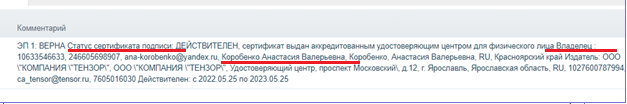 Комментарий
ЭП 1: ВЕРНА Статус сертификата подписи: ДЕЙСТВИТЕЛЕН, сертификат выдан аккредитованным удостоверяющим центром для физического лица Владелец :
10633546633, 246605698907, ana-korobenko@yandex.ru, Коробенко Анастасия Валерьевна, Коробенко, Анастасия Валерьевна, RU, Красноярский край Издатель: ООО
\"КОМПАНИЯ \"ТЕНЗОР\", ООО \"КОМПАНИЯ \"ТЕНЗОР\", Удостоверяющий центр, проспект Московский\, д.12, г. Ярославль, Ярославская область, RU, 1027600787994,
ca_tensor@tensor.ru, 7605016030 Действителен: с 2022.05.25 по 2023.05.25